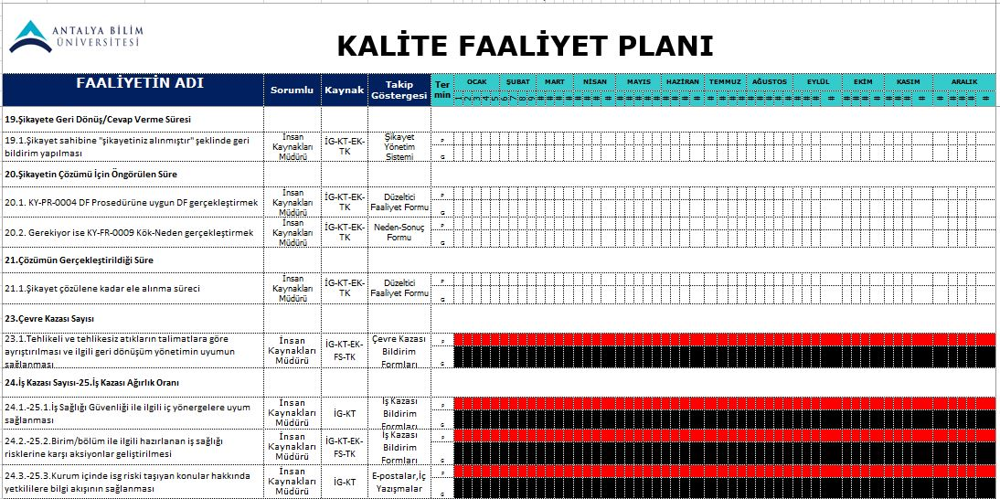 ANTALYA BİLİM
ÜNİVERSİTESİ
KALİTE FAALİYET PLANI
FAALİYETİN ADI
Sorumlu
Kaynak
Takip
Göstergesi
Ter
min
OCAK ŞUBAT MART NİSAN MAYIS HAZİRAN TEMMUZ AĞUSTOS EYLÜL EKİM KASIM ARALIK
19.Şikayete Geri Dönüş/Cevap Verme Süresi
19.1.Şikayet sahibine "şikayetiniz alınmıştır" şeklinde geri
bildirim yapılması
İnsan
Kaynakları
Müdürü
İG-KT-EK-
TK
Şikayet
Yönetim
Sistemi
P
G
20.Şikayetin Çözümü İçin Öngörülen Süre
20.1. KY-PR-0004 DF Prosedürüne uygun DF gerçekleştirmek
İnsan
Kaynakları
Müdürü
İG-KT-EK-
TK
Düzeltici
Faaliyet Formu
P
G
20.2. Gerekiyor ise KY-FR-0009 Kök-Neden gerçekleştirmek
İnsan
Kaynakları
Müdürü
İG-KT-EK-
TK
Neden-Sonuç
Formu
P
G
21.Çözümün Gerçekleştirildiği Süre
21.1.Şikayet çözülene kadar ele alınma süreci
İnsan
Kaynakları
Müdürü
İG-KT-EK-
TK
Düzeltici
Faaliyet Formu
P
G
23.Çevre Kazası Sayısı
23.1.Tehlikeli ve tehlikesiz atıkların talimatlara göre
ayrıştırılması ve ilgili geri dönüşüm yönetimin uyumun
sağlanması
İnsan
Kaynakları
Müdürü
İG-KT-EK-
FS-TK
Çevre Kazası
Bildirim
Formları
P
G
24.İş Kazası Sayısı-25.İş Kazası Ağırlık Oranı
24.1.-25.1.İş Sağlığı Güvenliği ile ilgili iç yönergelere uyum
sağlanması
İnsan
Kaynakları
Müdürü
İG-KT
İş Kazası
Bildirim
Formları
P
G
24.2.-25.2.Birim/bölüm ile ilgili hazırlanan iş sağlığı
risklerine karşı aksiyonlar geliştirilmesi
İnsan
Kaynakları
Müdürü
İG-KT-EK-
FS-TK
İş Kazası
Bildirim
Formları
P
G
24.3.-25.3.Kurum içinde isg riski taşıyan konular hakkında
yetkililere bilgi akışının sağlanması
İnsan
Kaynakları
Müdürü
İG-KT
E-postalar,İç
Yazışmalar
P
G